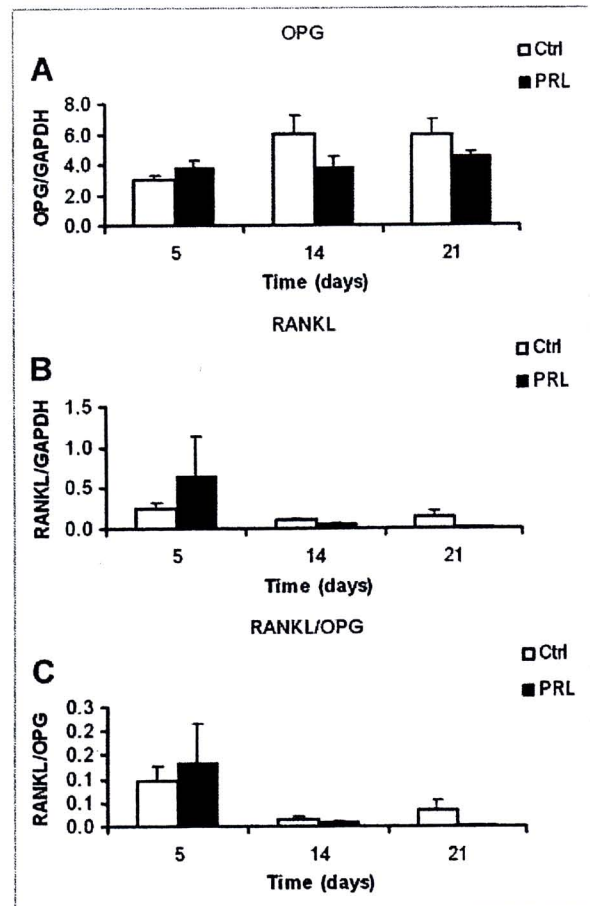 OPG
Ctrl
PRL
A
OPG/GAPDH
8.0
6.0
4.0
2.0
0.0
5 14 21
Time (days)
RANKL
Ctrl
PRL
B
RANKL/GAPDH
1.5
1.0
0.5
0.0
5 14 21
Time (days)
RANKL/OPG
Ctrl
PRL
C
RANKL/OPG
0.3
0.2
0.2
0.1
0.1
0.0
5 14 21
Time (days)